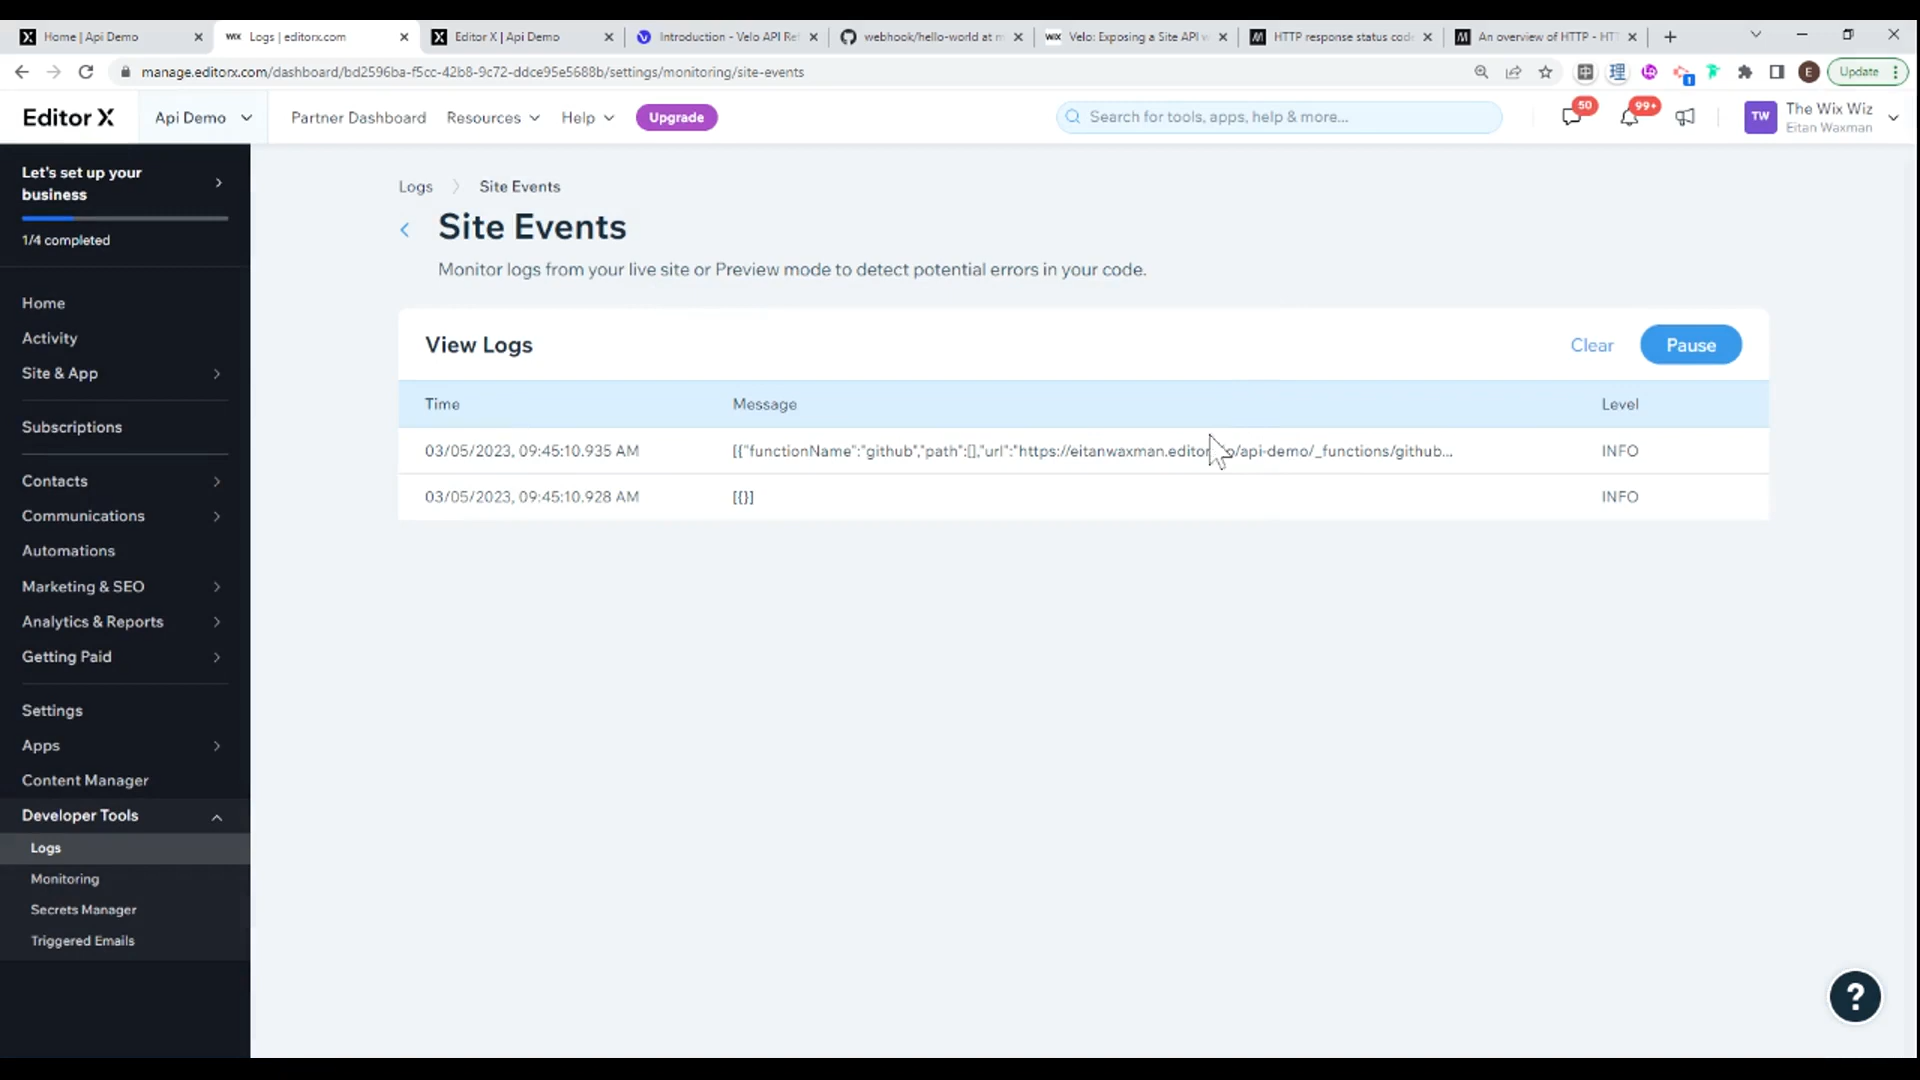 Home | Api Demo
WIX Logs | editorx.com
Editor X | Api Demo
Introduction - Velo API Re
webhook/hello-world at m
WIX Velo: Exposing a Site API w
HTTP response status code
An overview of HTTP - HTT
manage.editorx.com/dashboard/bd2596ba-f5cc-42b8-9c72-ddce95e5688b/settings/monitoring/site-events
理
1
E
Update
Editor X
Api Demo
Partner Dashboard
Resources
Help
Upgrade
Search for tools, apps, help & more...
50
99+
TW
The Wix Wiz
Eitan Waxman
Let's set up your
business
1/4 completed
Home
Activity
Site & App
Subscriptions
Contacts
Communications
Automations
Marketing & SEO
Analytics & Reports
Getting Paid
Settings
Apps
Content Manager
Developer Tools
Logs
Monitoring
Secrets Manager
Triggered Emails
Logs
Site Events
Site Events
Monitor logs from your live site or Preview mode to detect potential errors in your code.
View Logs
Clear
Pause
Time
Message
Level
03/05/2023, 09:45:10.935 AM
[{"functionName":"github","path":[],"url":"https://eitanwaxman.editor o/api-demo/_functions/github...
INFO
03/05/2023, 09:45:10.928 AM
[{}]
INFO
?